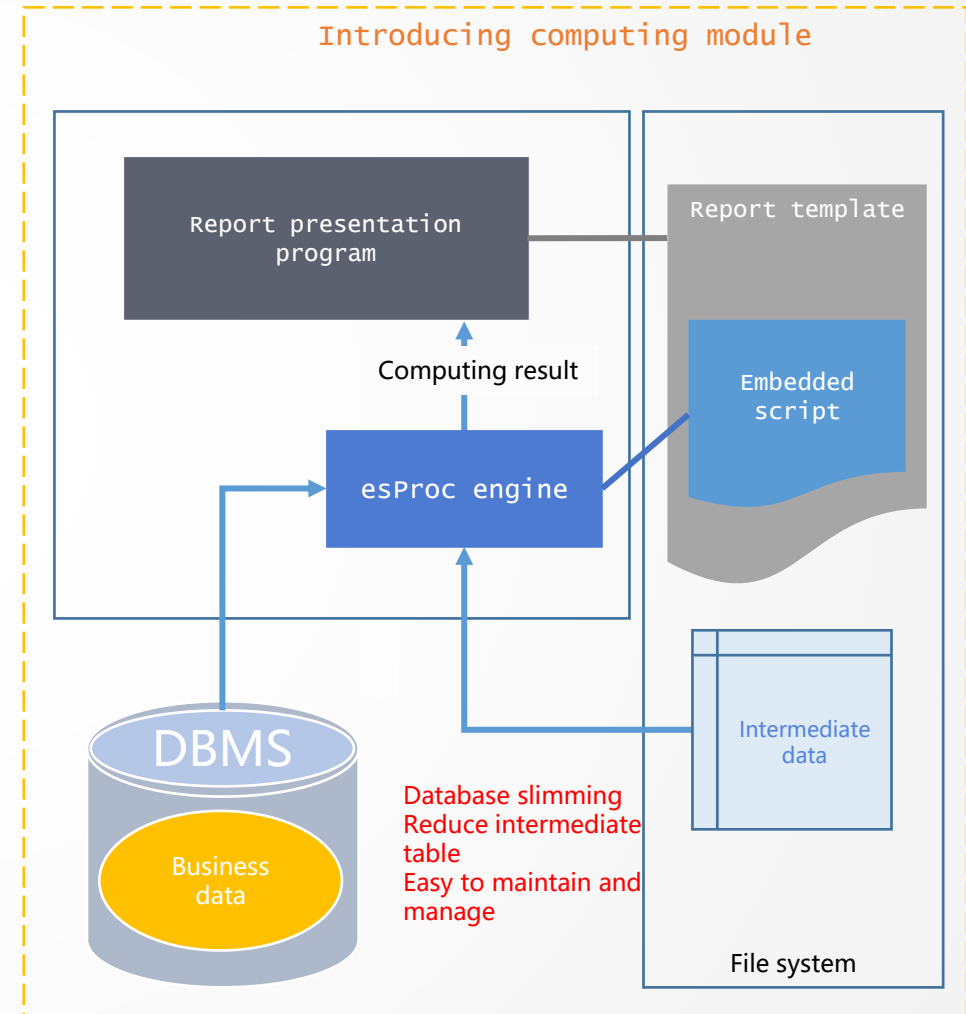 Introducing computing module
Report presentation
program
Report template
Computing result
Embedded
script
esProc engine
DBMS
Business
data
Intermediate
data
Database slimming
Reduce intermediate
table
Easy to maintain and
manage
File system